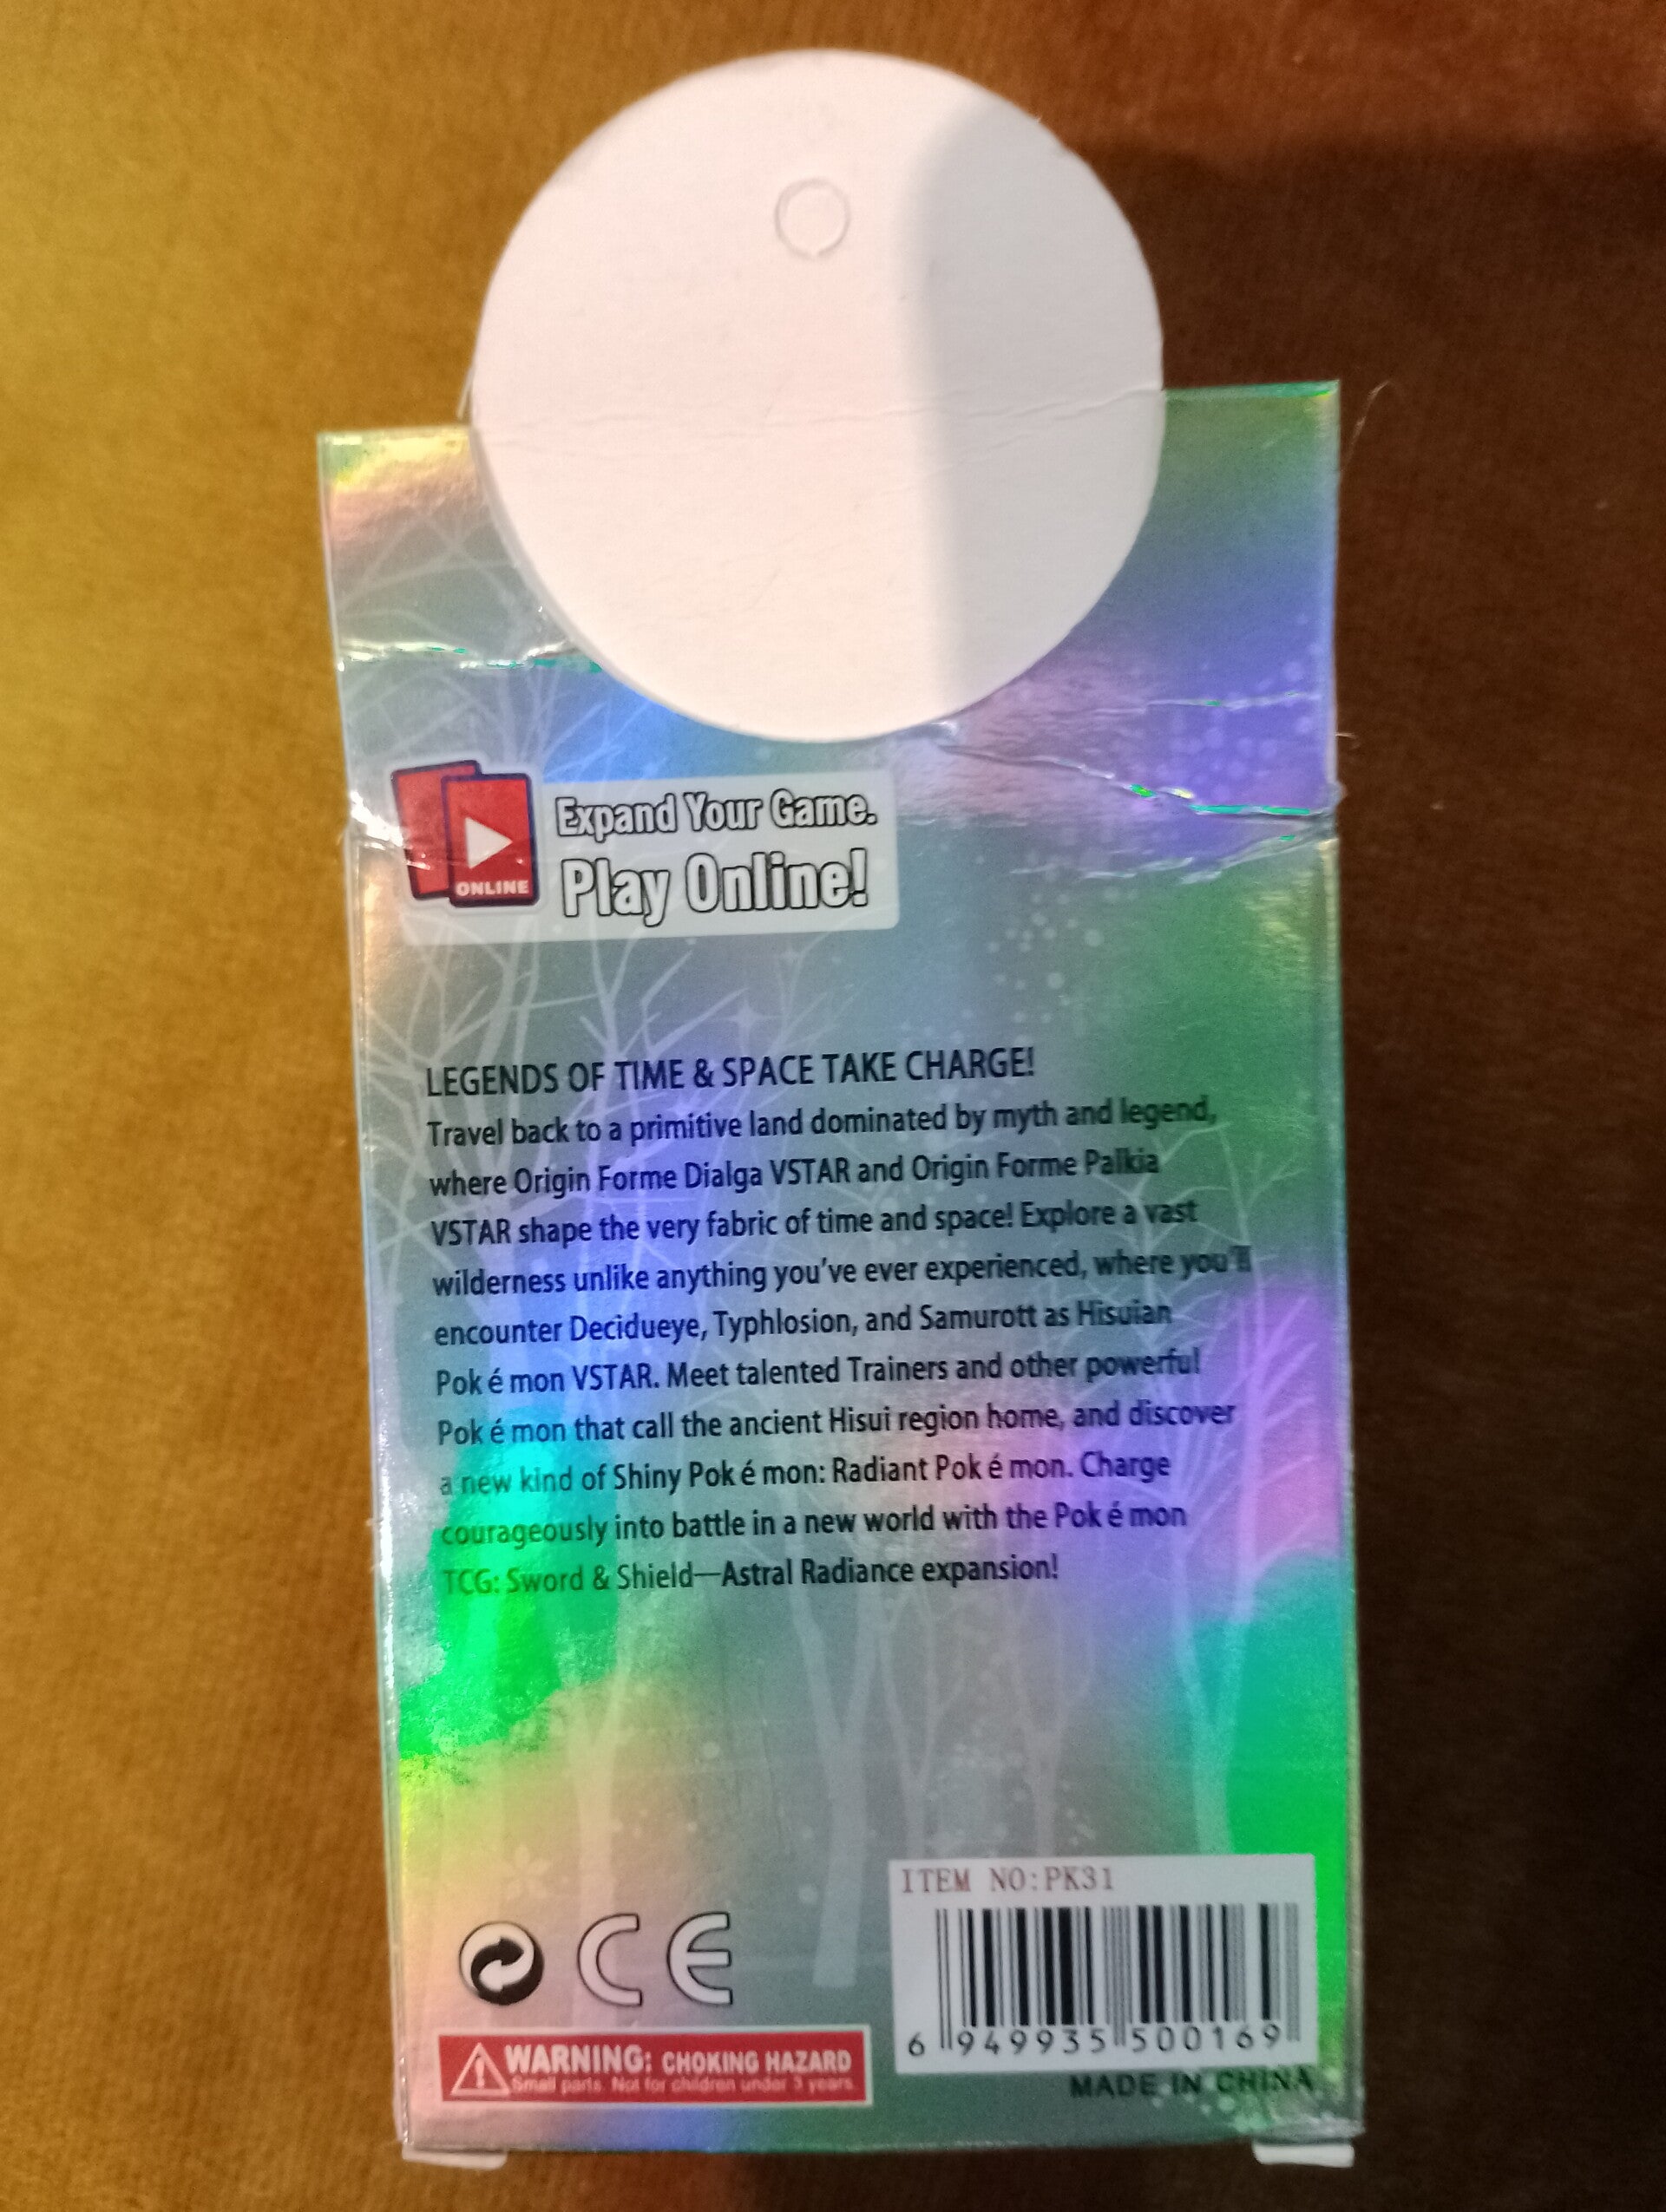 ONLINE
Expand Your Game.
Play Online!
LEGENDS OF TIME & SPACE TAKE CHARGE!
Travel back to a primitive land dominated by myth and legend,
where Origin Forme Dialga VSTAR and Origin Forme Palkia
VSTAR shape the very fabric of time and space! Explore a vast
wilderness unlike anything you've ever experienced, where you'll
encounter Decidueye, Typhlosion, and Samurott as Hisuian
Pok é mon VSTAR. Meet talented Trainers and other powerful
Pok é mon that call the ancient Hisui region home, and discover
a new kind of Shiny Pok é mon: Radiant Pok é mon. Charge
courageously into battle in a new world with the Pok é mon
TCG: Sword & Shield—Astral Radiance expansion!
CE
WARNING: CHOKING HAZARD
Small parts. Not for children under 3 years.
ITEM NO:PK31
6 949935 500169
MADE IN CHINA